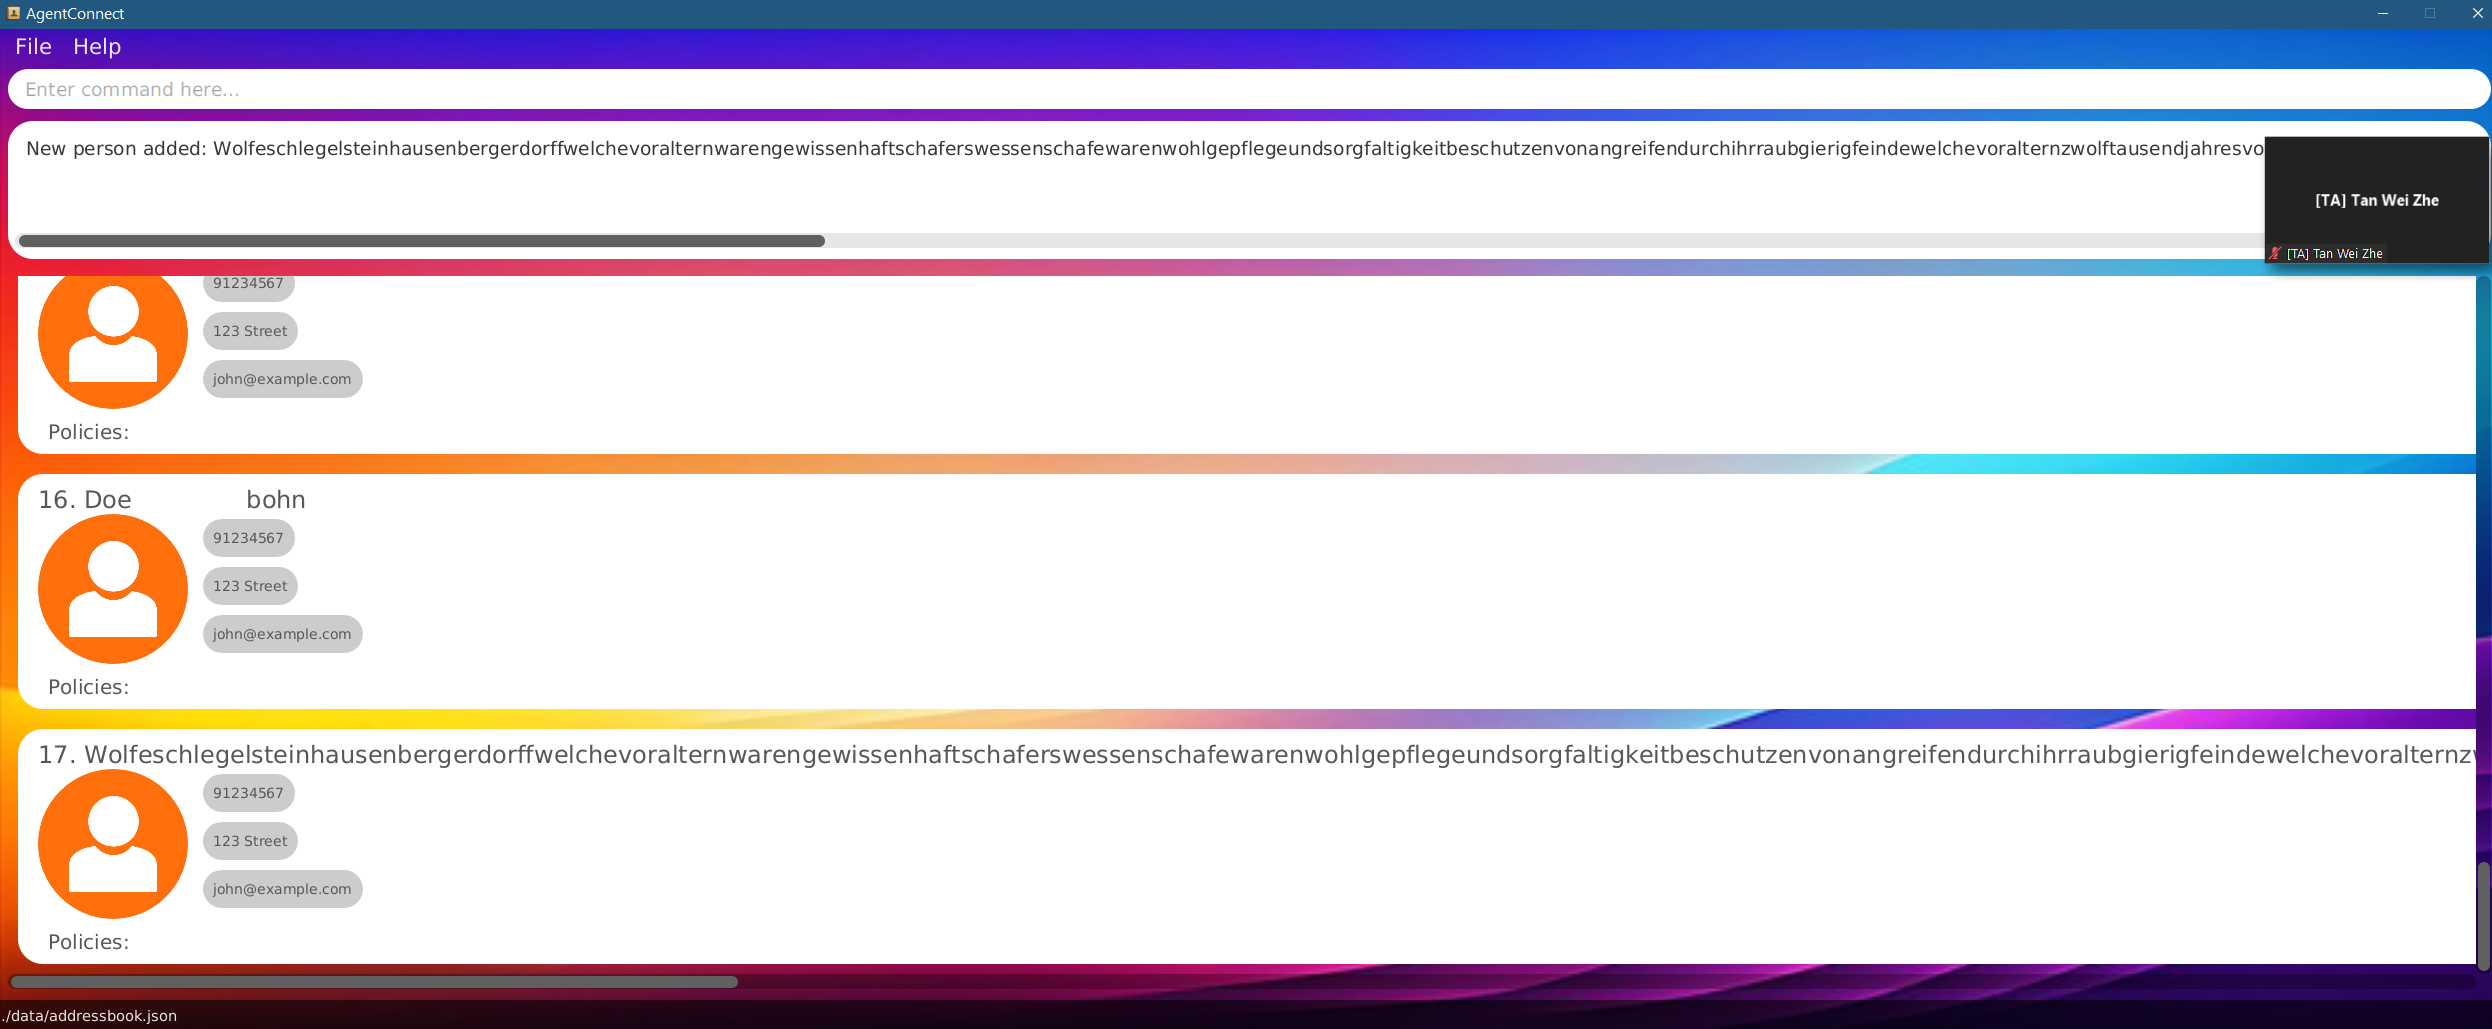 AgentConnect
File Help
Enter command here...
New person added: Wolfeschlegelsteinhausenbergerdorffwelchevoralternwarengewissenhaftschaferswessenschafewarenwohlgepflegeundsorgfaltigkeitbeschutzenvonangreifendurchihrraubgierigfeindewelchevoralternzwolftausendjahresvo
[TA] Tan Wei Zhe
[TA] Tan Wei Zhe
91234567
123 Street
john@example.com
Policies:
16. Doe bohn
91234567
123 Street
john@example.com
Policies:
17. Wolfeschlegelsteinhausenbergerdorffwelchevoralternwarengewissenhaftschaferswessenschafewarenwohlgepflegeundsorgfaltigkeitbeschutzenvonangreifendurchihrraubgierigfeindewelchevoralternzw
91234567
123 Street
john@example.com
Policies:
./data/addressbook.json